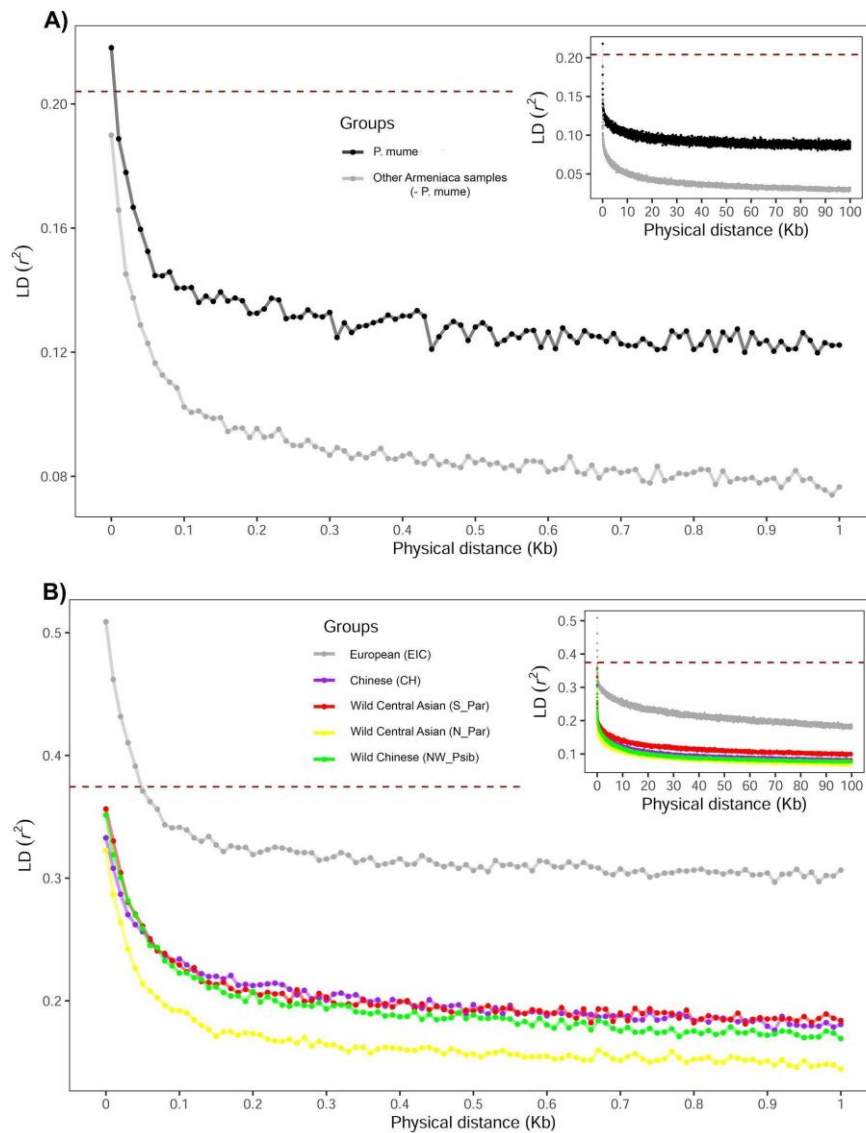 A)
0.20
0.16
0.12
0.08
LD (r²)
Groups
P. mume
Other Armeniaca samples
(- P. mume)
0 0.1 0.2 0.3 0.4 0.5 0.6 0.7 0.8 0.9 1
Physical distance (Kb)
0.20
0.15
0.10
0.05
LD (r²)
0 10 20 30 40 50 60 70 80 90 100
Physical distance (Kb)
B)
0.5
0.4
0.3
0.2
LD (r²)
Groups
European (EIC)
Chinese (CH)
Wild Central Asian (S_Par)
Wild Central Asian (N_Par)
Wild Chinese (NW_Psib)
0 0.1 0.2 0.3 0.4 0.5 0.6 0.7 0.8 0.9 1
Physical distance (Kb)
0.5
0.4
0.3
0.2
0.1
LD (r²)
0 10 20 30 40 50 60 70 80 90 100
Physical distance (Kb)